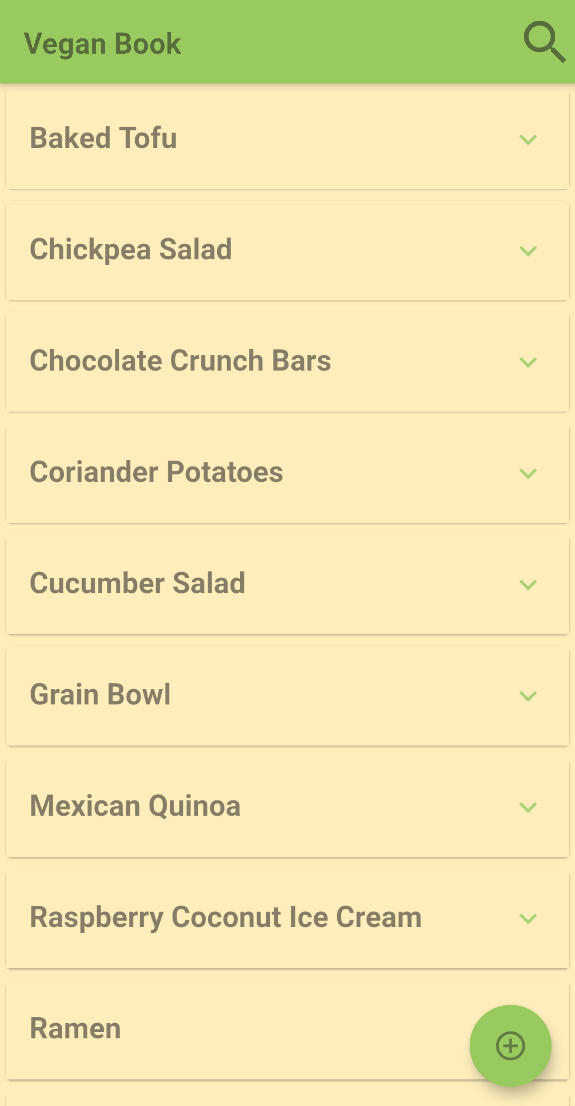 Vegan Book
Baked Tofu
Chickpea Salad
Chocolate Crunch Bars
Coriander Potatoes
Cucumber Salad
Grain Bowl
Mexican Quinoa
Raspberry Coconut Ice Cream
Ramen